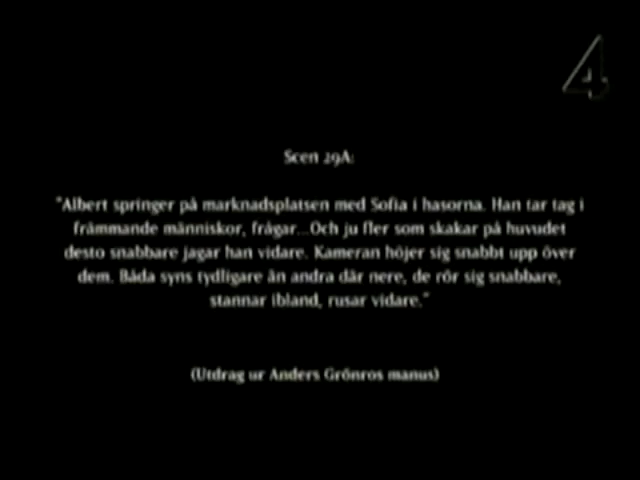 4
Scen 29A:
"Albert springer på marknadsplatsen med Sofia i hasorna. Han tar tag i
främmande människor, frågar...Och ju fler som skakar på huvudet
desto snabbare jagar han vidare. Kameran höjer sig snabbt upp över
dem. Båda syns tydligare än andra där nere, de rör sig snabbare,
stannar ibland, rusar vidare."
(Utdrag ur Anders Grönros manus)